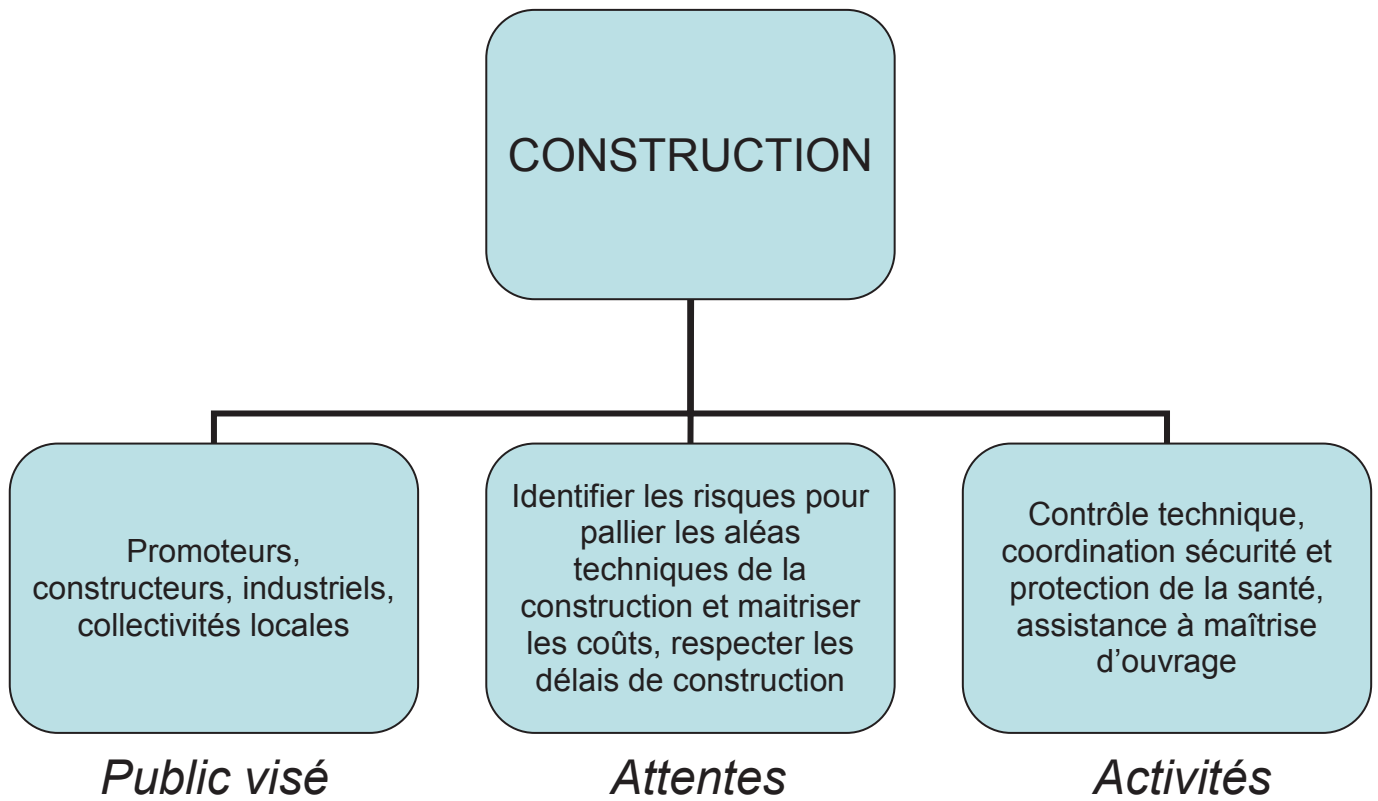 CONSTRUCTION
Promoteurs,
constructeurs, industriels,
collectivités locales
Identifier les risques pour
pallier les aléas
techniques de la
construction et maitriser
les coûts, respecter les
délais de construction
Contrôle technique,
coordination sécurité et
protection de la santé,
assistance à maîtrise
d’ouvrage
Public visé
Attentes
Activités